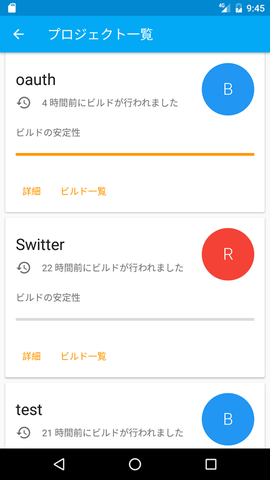 4G 9:45
プロジェクト一覧
oauth
B
4 時間前にビルドが行われました
ビルドの安定性
詳細 ビルド一覧
Switter
R
22 時間前にビルドが行われました
ビルドの安定性
詳細 ビルド一覧
test
B
21 時間前にビルドが行われました